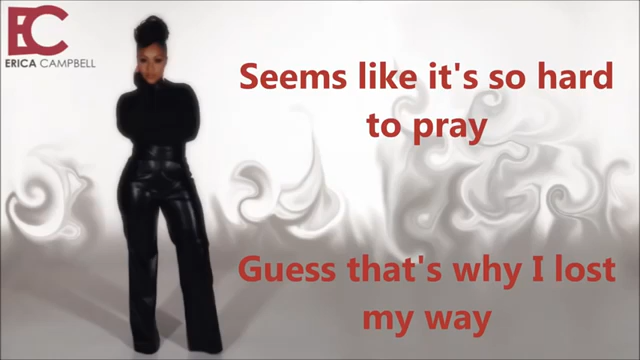 EC
ERICA CAMPBELL
Seems like it's so hard
to pray
Guess that's why I lost
my way